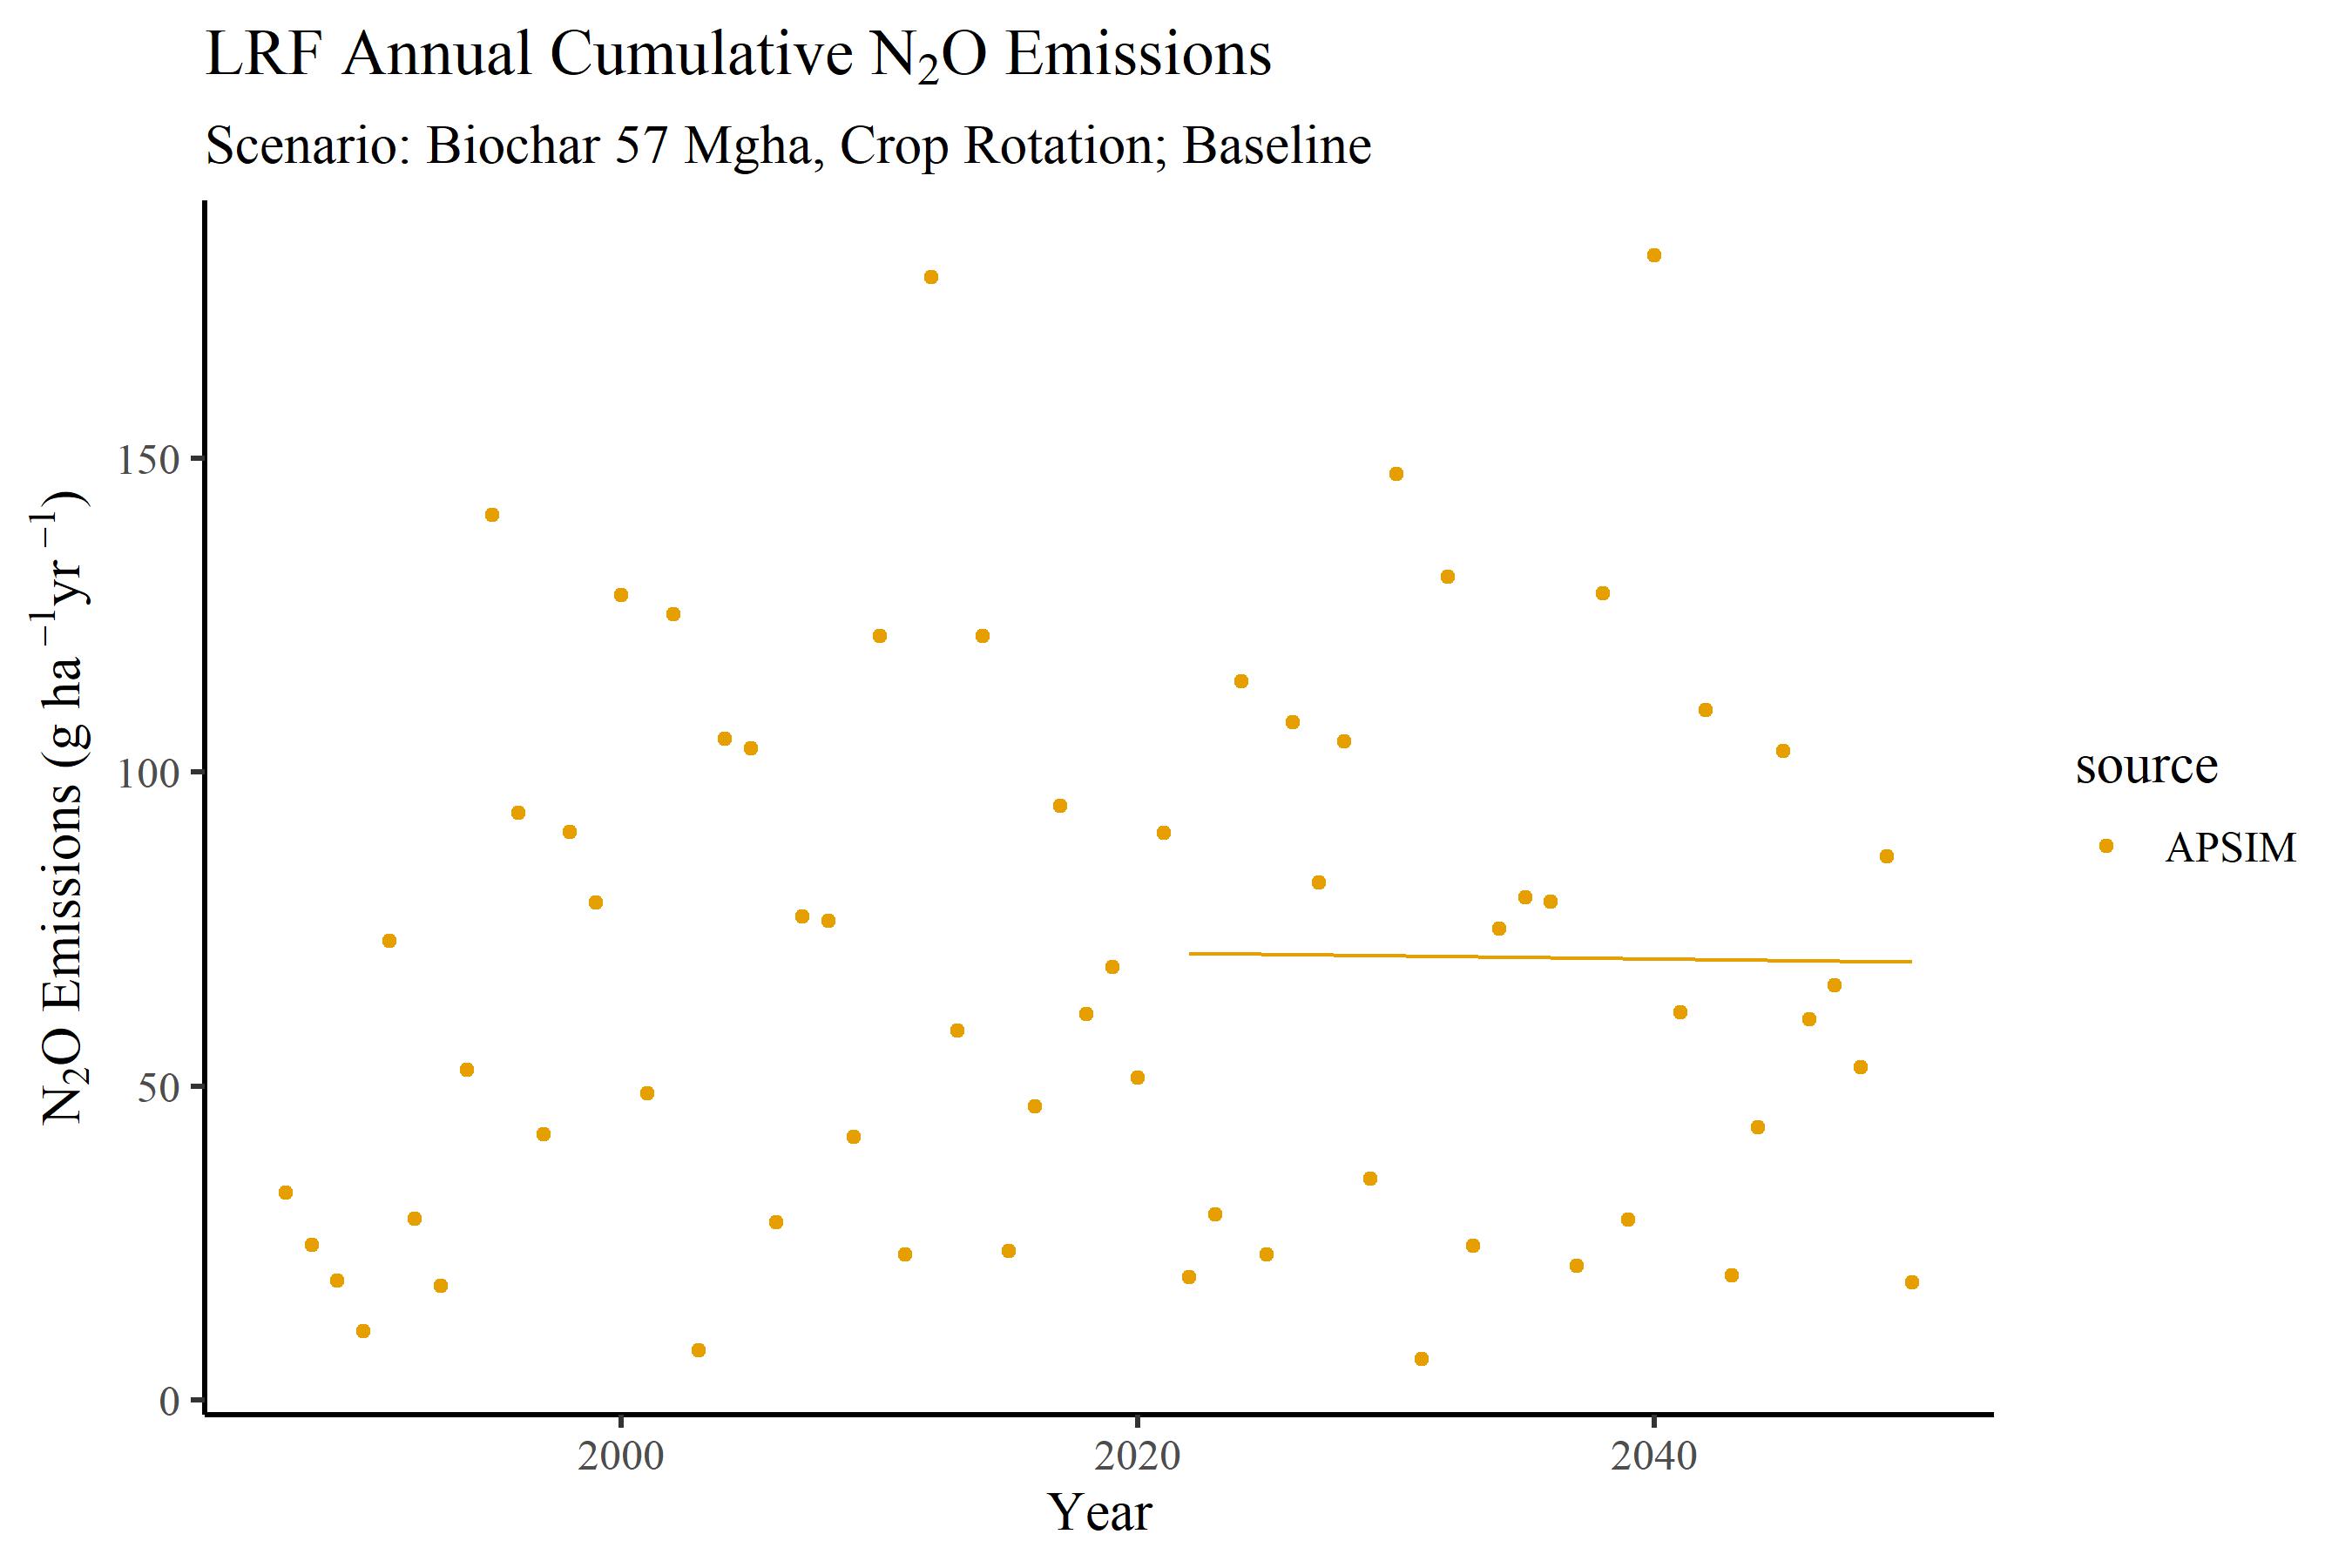 LRF Annual Cumulative N₂O Emissions
Scenario: Biochar 57 Mgha, Crop Rotation; Baseline
N₂O Emissions (g ha ⁻¹yr ⁻¹)
150
100
50
0
2000 2020 2040
Year
source
APSIM